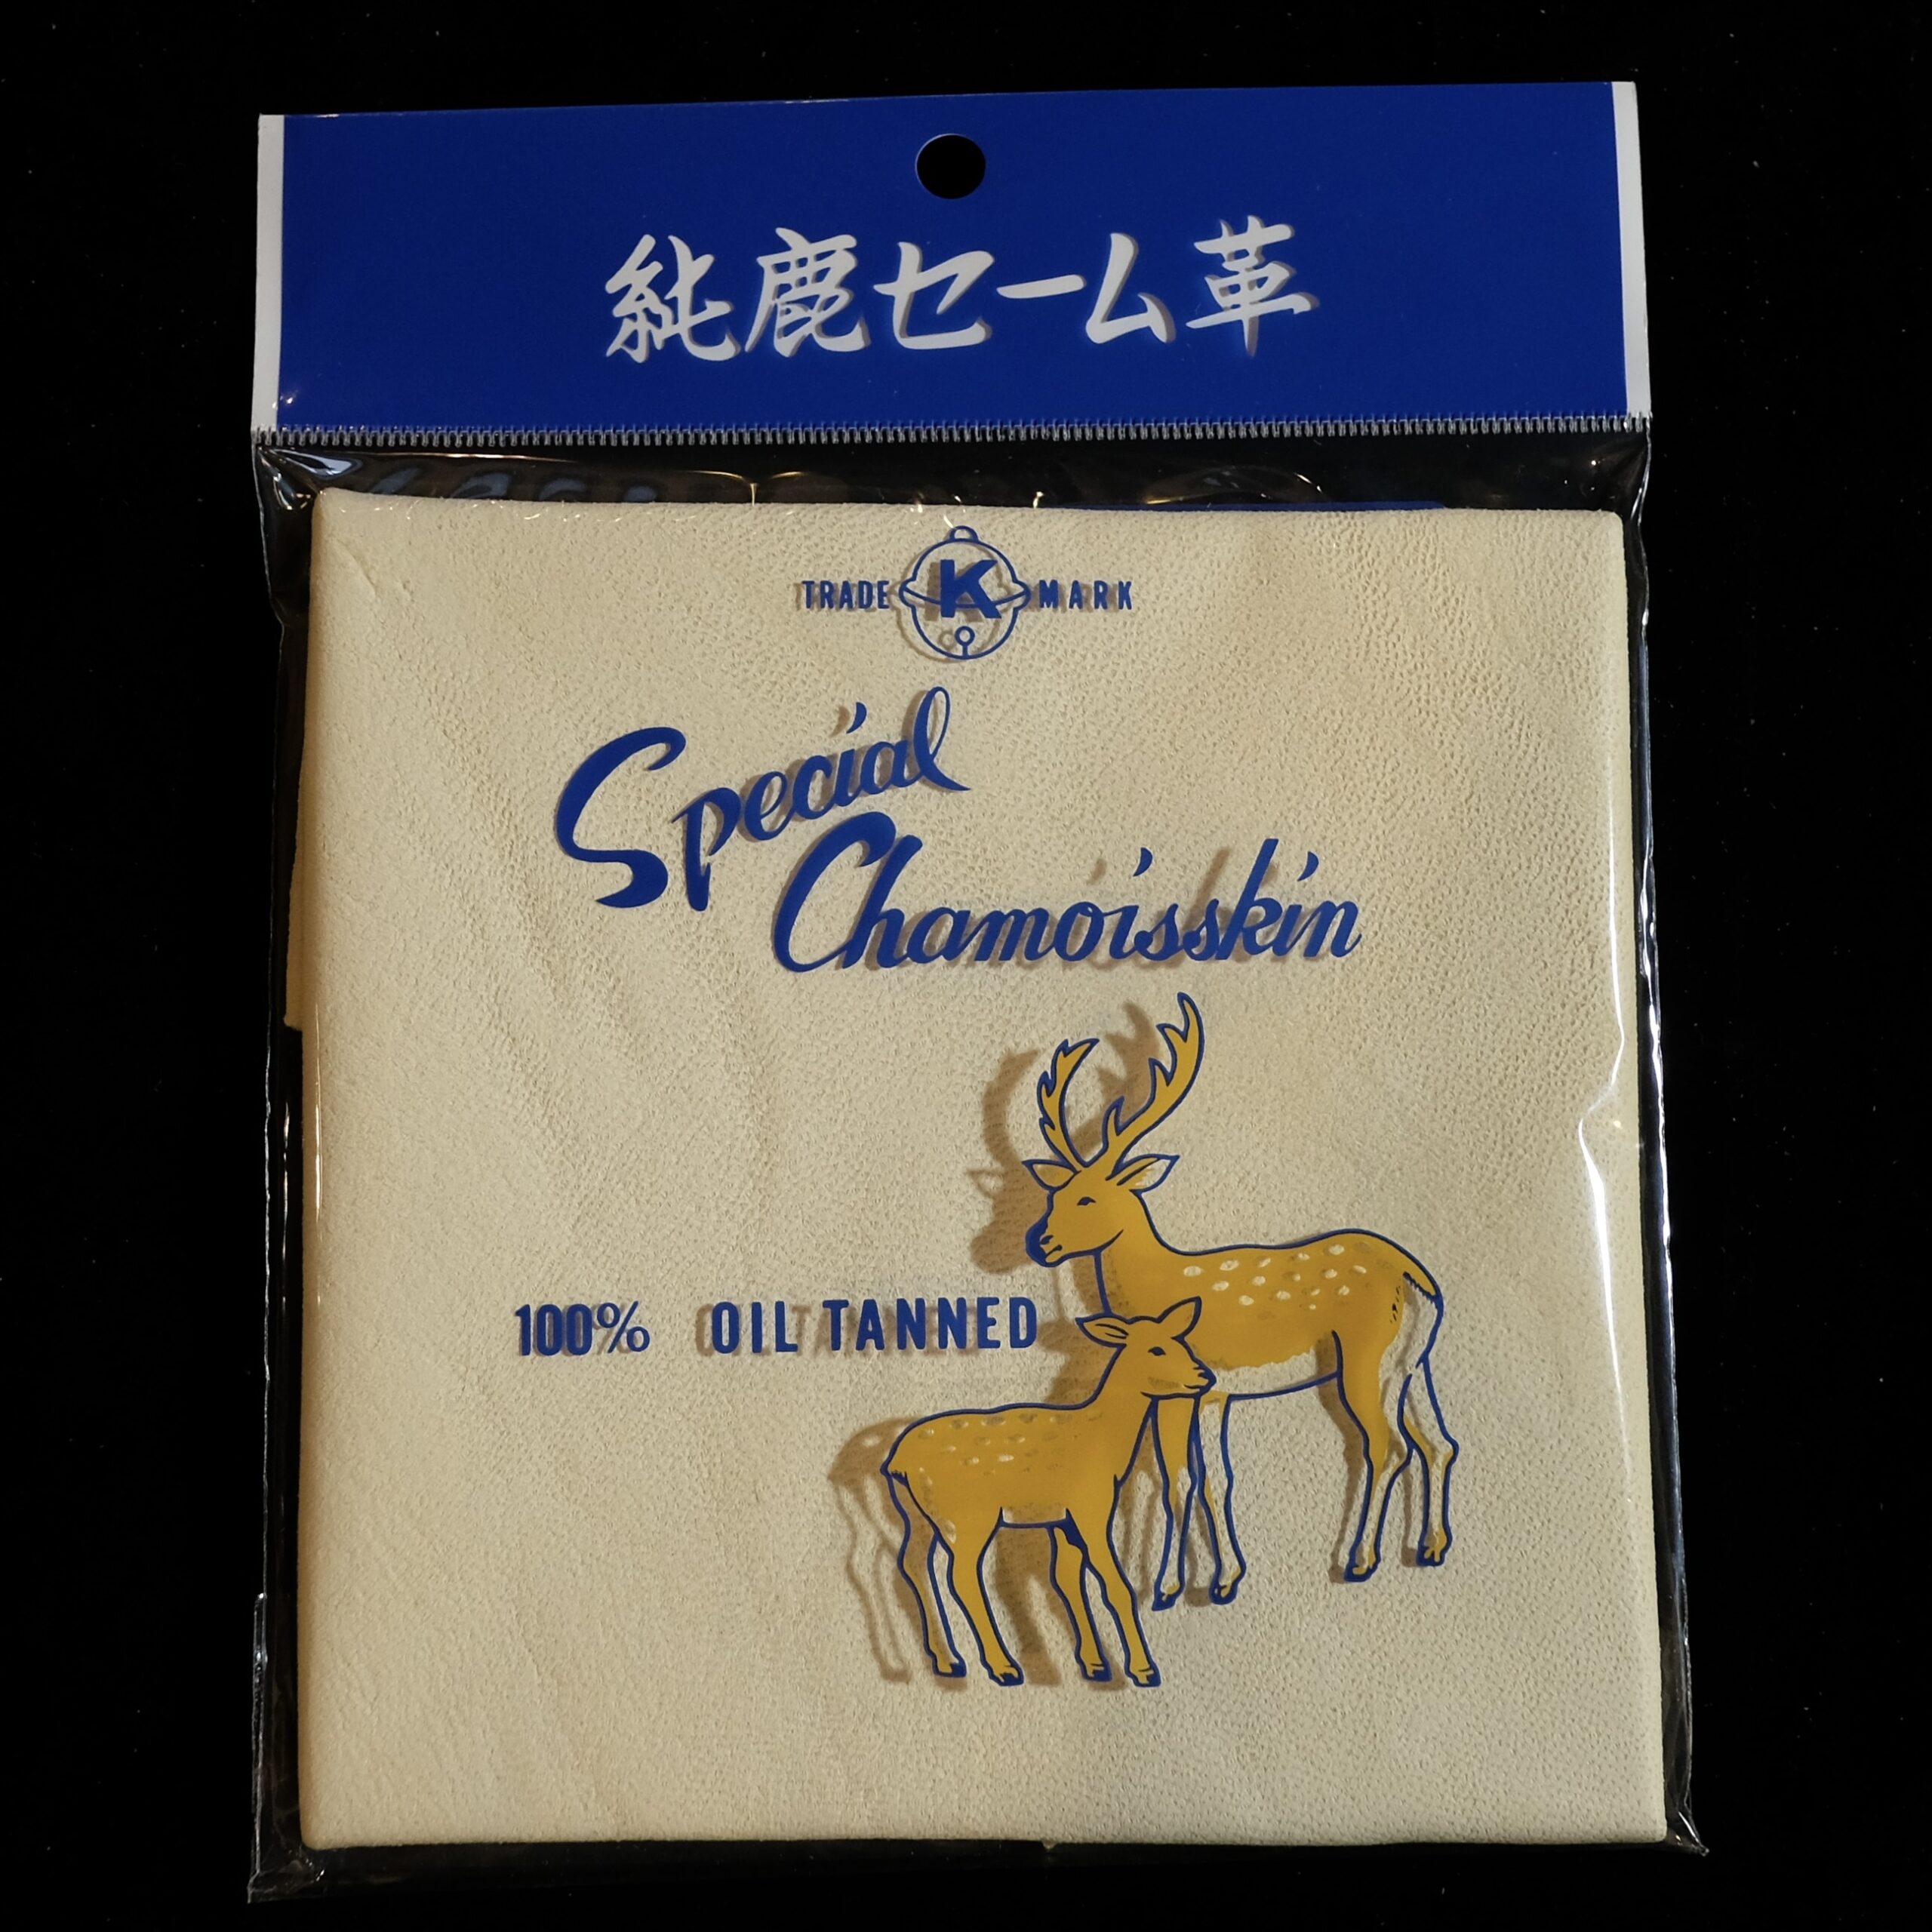 純鹿セーム革
TRADE K MARK
Special
Chamoisskin
100% OIL TANNED